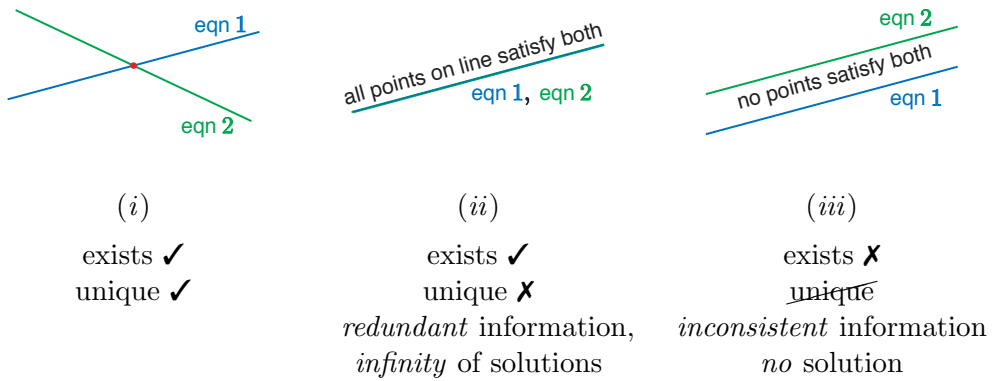 eqn 1
eqn 2
(i)
exists ✓
unique ✓
all points on line satisfy both
eqn 1, eqn 2
(ii)
exists ✓
unique ✗
redundant information,
infinity of solutions
eqn 2
no points satisfy both
eqn 1
(iii)
exists ✗
unique
inconsistent information
no solution